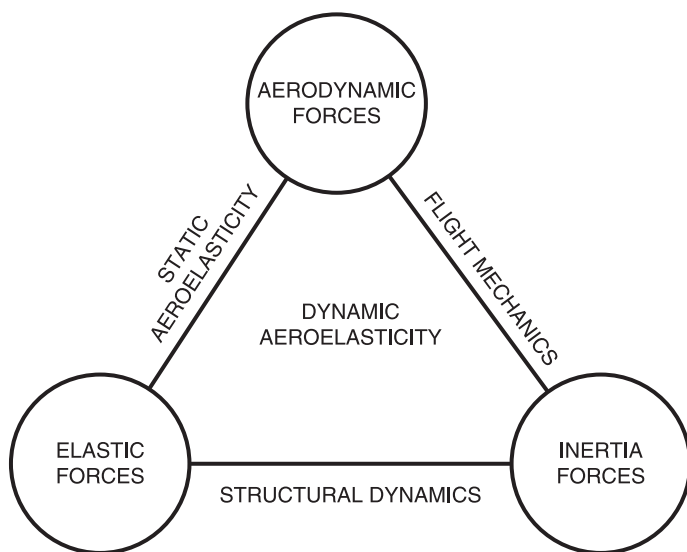 AERODYNAMIC
FORCES
STATIC
AEROELASTICITY
FLIGHT MECHANICS
DYNAMIC
AEROELASTICITY
ELASTIC
FORCES
INERTIA
FORCES
STRUCTURAL DYNAMICS